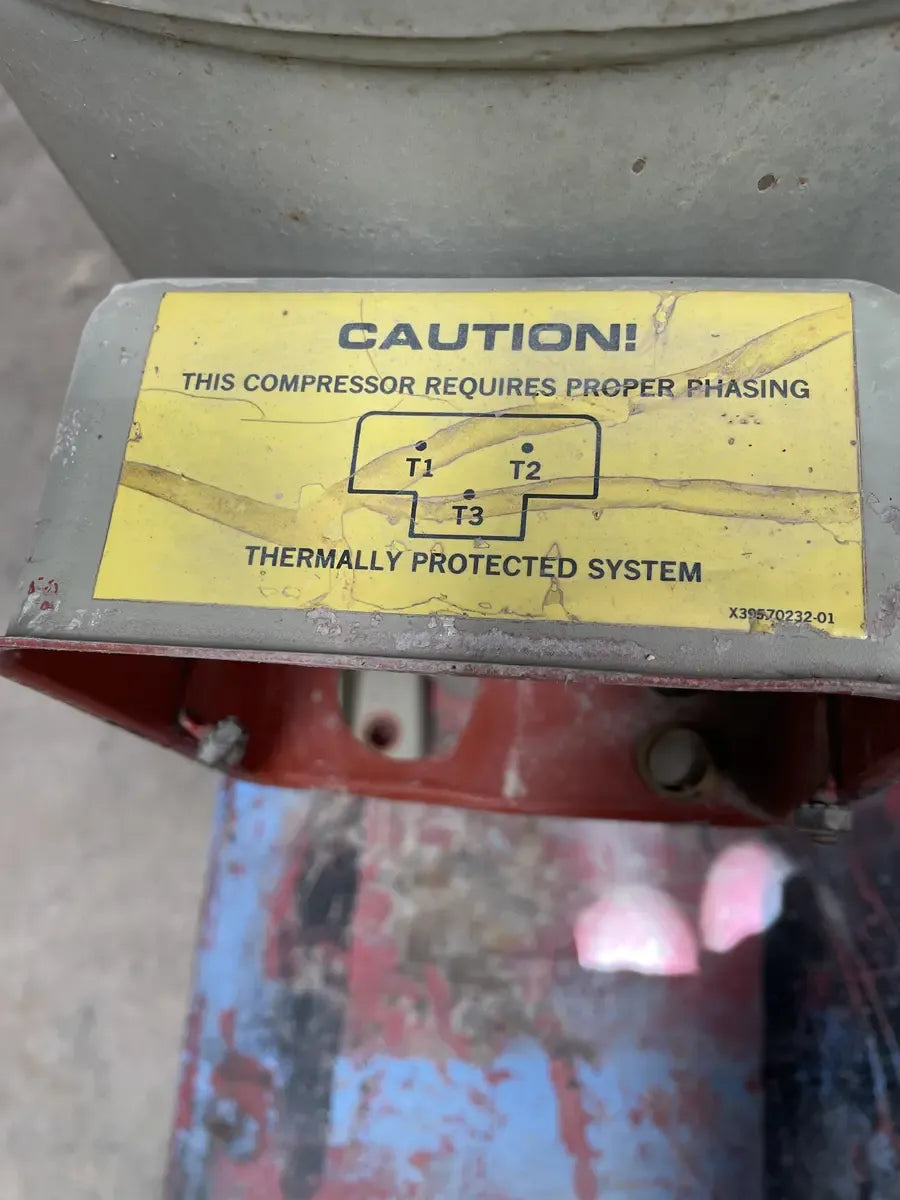 CAUTION!
THIS COMPRESSOR REQUIRES PROPER PHASING
T1 T2
T3
THERMALLY PROTECTED SYSTEM
X39570232-01